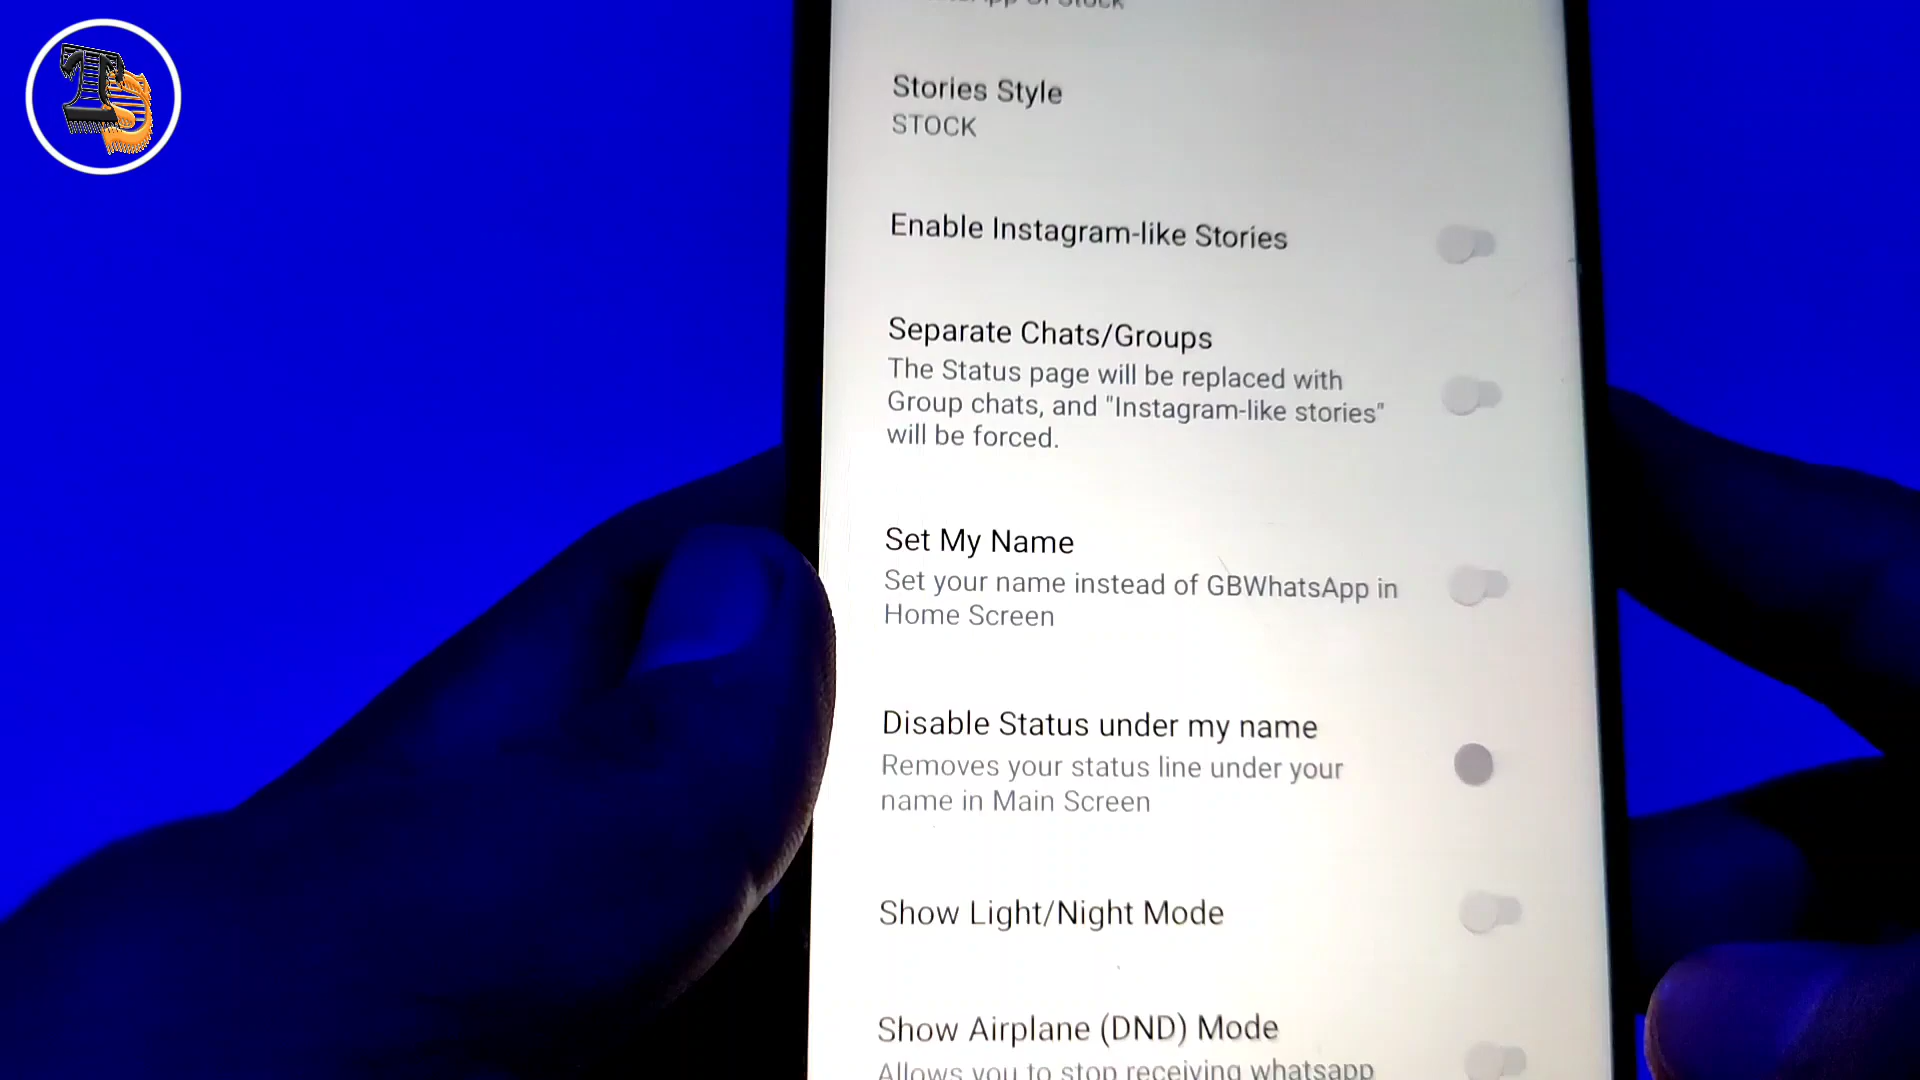 Stories Style
STOCK
Enable Instagram-like Stories
Separate Chats/Groups
The Status page will be replaced with
Group chats, and "Instagram-like stories"
will be forced.
Set My Name
Set your name instead of GBWhatsApp in
Home Screen
Disable Status under my name
Removes your status line under your
name in Main Screen
Show Light/Night Mode
Show Airplane (DND) Mode
Allows you to stop receiving whatsapp